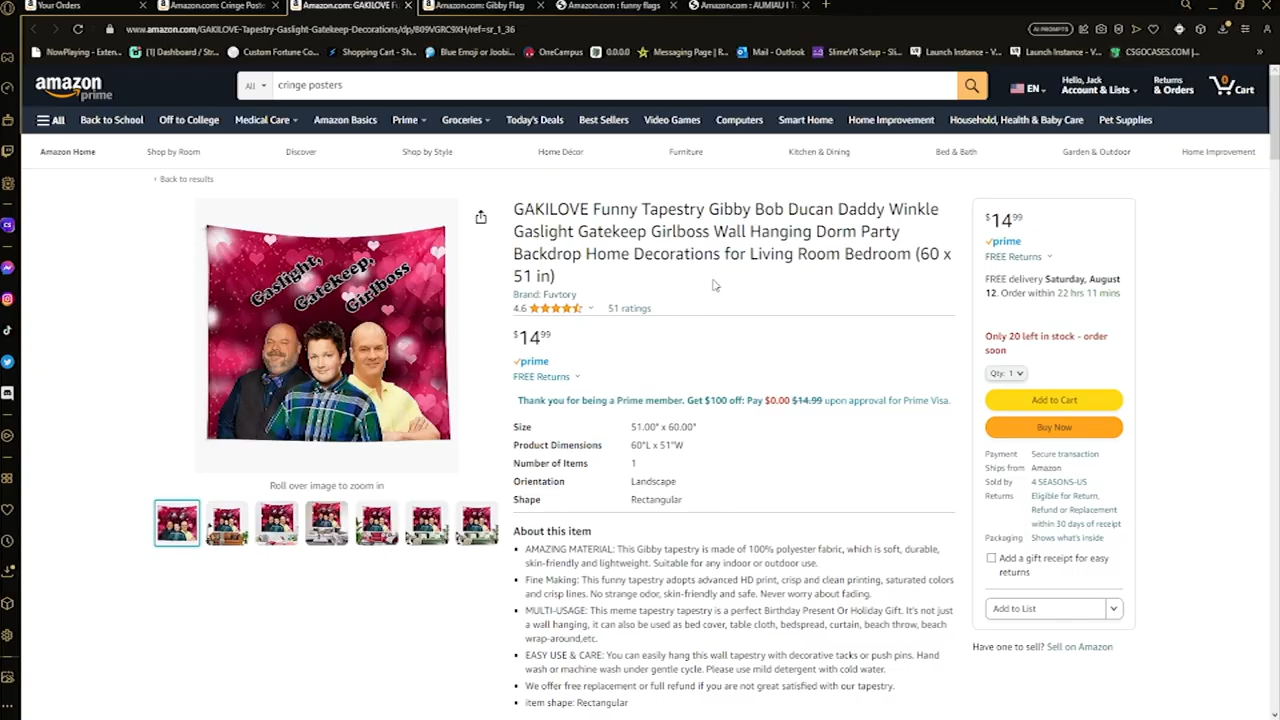 Your Orders
Amazon.com: Cringe Poste
Amazon.com: GAKILOVE Fu
Amazon.com: Gibby Flag
Amazon.com : funny flags
Amazon.com: AUMIAU I T
www.amazon.com/GAKILOVE-Tapestry-Gaslight-Gatekeep-Decorations/dp/B09VGRC9XH/ref=sr_1_36
AI PROMPTS
NowPlaying - Exten...
(1) Dashboard / Str...
Custom Fortune Co...
Shopping Cart - Sh...
Blue Emoji or Joobi...
OneCampus
0.0.0.0
Messaging Page | R...
Mail - Outlook
SlimeVR Setup - Sli...
Launch Instance - V...
Launch Instance - V...
CSGOCASES.COM |...
amazon
prime
All
cringe posters
EN
Hello, Jack
Account & Lists
Returns
& Orders
0
Cart
All
Back to School
Off to College
Medical Care
Amazon Basics
Prime
Groceries
Today's Deals
Best Sellers
Video Games
Computers
Smart Home
Home Improvement
Household, Health & Baby Care
Pet Supplies
Amazon Home
Shop by Room
Discover
Shop by Style
Home Décor
Furniture
Kitchen & Dining
Bed & Bath
Garden & Outdoor
Home Improvement
‹ Back to results
Gaslight,
Gatekeep,
Girlboss
Roll over image to zoom in
GAKILOVE Funny Tapestry Gibby Bob Ducan Daddy Winkle
Gaslight Gatekeep Girlboss Wall Hanging Dorm Party
Backdrop Home Decorations for Living Room Bedroom (60 x
51 in)
Brand: Fuvtory
4.6
51 ratings
$14⁹⁹
prime
FREE Returns
Thank you for being a Prime member. Get $100 off: Pay $0.00 $14.99 upon approval for Prime Visa.
Size 51.00" x 60.00"
Product Dimensions 60"L x 51"W
Number of Items 1
Orientation Landscape
Shape Rectangular
About this item
• AMAZING MATERIAL: This Gibby tapestry is made of 100% polyester fabric, which is soft, durable,
skin-friendly and lightweight. Suitable for any indoor or outdoor use.
• Fine Making: This funny tapestry adopts advanced HD print, crisp and clean printing, saturated colors
and crisp lines. No strange odor, skin-friendly and safe. Never worry about fading.
• MULTI-USAGE: This meme tapestry tapestry is a perfect Birthday Present Or Holiday Gift. It's not just
a wall hanging, it can also be used as bed cover, table cloth, bedspread, curtain, beach throw, beach
wrap-around,etc.
• EASY USE & CARE: You can easily hang this wall tapestry with decorative tacks or push pins. Hand
wash or machine wash under gentle cycle. Please use mild detergent with cold water.
• We offer free replacement or full refund if you are not great satisfied with our tapestry.
• item shape: Rectangular
$14⁹⁹
prime
FREE Returns
FREE delivery Saturday, August
12. Order within 22 hrs 11 mins
Only 20 left in stock - order
soon
Qty: 1
Add to Cart
Buy Now
Payment Secure transaction
Ships from Amazon
Sold by 4 SEASONS-US
Returns Eligible for Return,
Refund or Replacement
within 30 days of receipt
Packaging Shows what's inside
Add a gift receipt for easy
returns
Add to List
Have one to sell? Sell on Amazon